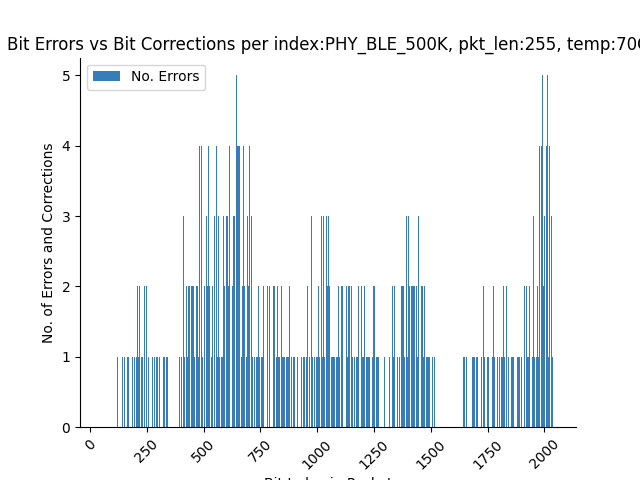 Bit Errors vs Bit Corrections per index:PHY_BLE_500K, pkt_len:255, temp:70
No. Errors
No. of Errors and Corrections
5
4
3
2
1
0
0 250 500 750 1000 1250 1500 1750 2000